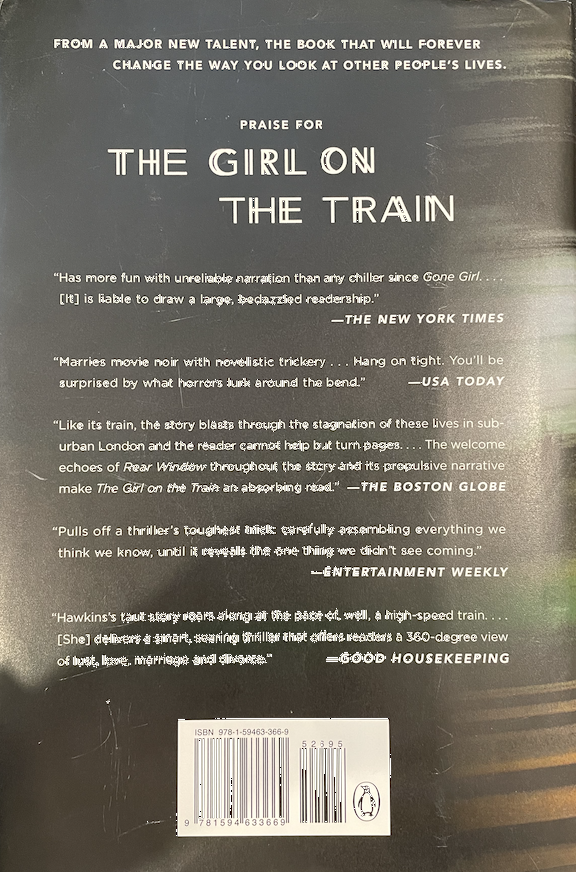 FROM A MAJOR NEW TALENT, THE BOOK THAT WILL FOREVER
CHANGE THE WAY YOU LOOK AT OTHER PEOPLE'S LIVES.
PRAISE FOR
THE GIRL ON
THE TRAIN
"Has more fun with unreliable narration than any chiller since Gone Girl. . . .
[It] is liable to draw a large, bedazzled readership."
—THE NEW YORK TIMES
"Marries movie noir with novelistic trickery . . . Hang on tight. You'll be
surprised by what horrors lurk around the bend." —USA TODAY
"Like its train, the story blasts through the stagnation of these lives in sub-
urban London and the reader cannot help but turn pages. . . . The welcome
echoes of Rear Window throughout the story and its propulsive narrative
make The Girl on the Train an absorbing read." —THE BOSTON GLOBE
"Pulls off a thriller's toughest trick: carefully assembling everything we
think we know, until it reveals the one thing we didn't see coming."
—ENTERTAINMENT WEEKLY
"Hawkins's taut story roars along at the pace of, well, a high-speed train. . . .
[She] delivers a smart, searing thriller that offers readers a 360-degree view
of lust, love, marriage and divorce." —GOOD HOUSEKEEPING
ISBN 978-1-59463-366-9
52695
9 781594 633669